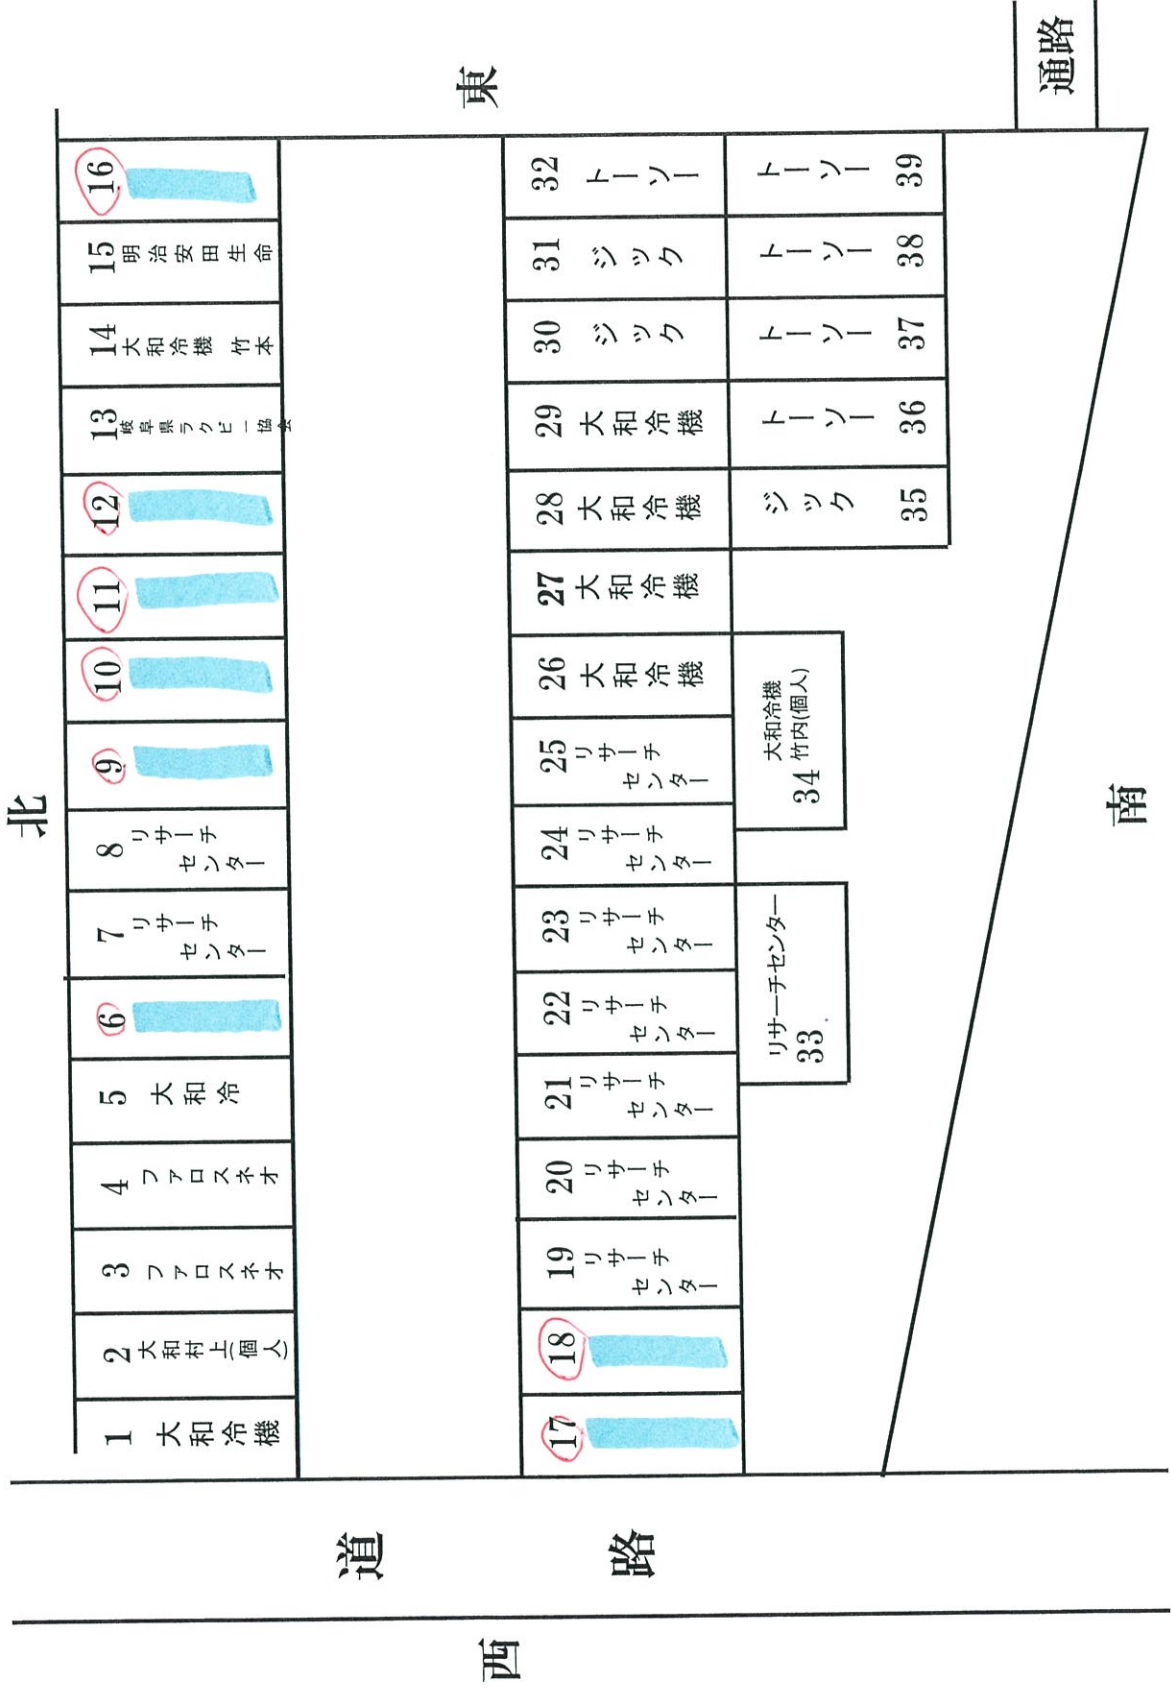 北
1 大和冷機
2 大和村上(個人)
3 ファロスネオ
4 ファロスネオ
5 大和冷
6
7 リサーチセンター
8 リサーチセンター
9
10
11
12
13 岐阜県ラクビー協会
14 大和冷機 竹本
15 明治安田生命
16
東
17
18
19 リサーチセンター
20 リサーチセンター
21 リサーチセンター
22 リサーチセンター
23 リサーチセンター
24 リサーチセンター
25 リサーチセンター
26 大和冷機
27 大和冷機
28 大和冷機
29 大和冷機
30 ジック
31 ジック
32 トーソー
リサーチセンター
33
大和冷機
34 竹内(個人)
ジック 35
トーソー 36
トーソー 37
トーソー 38
トーソー 39
通路
南
道路
西